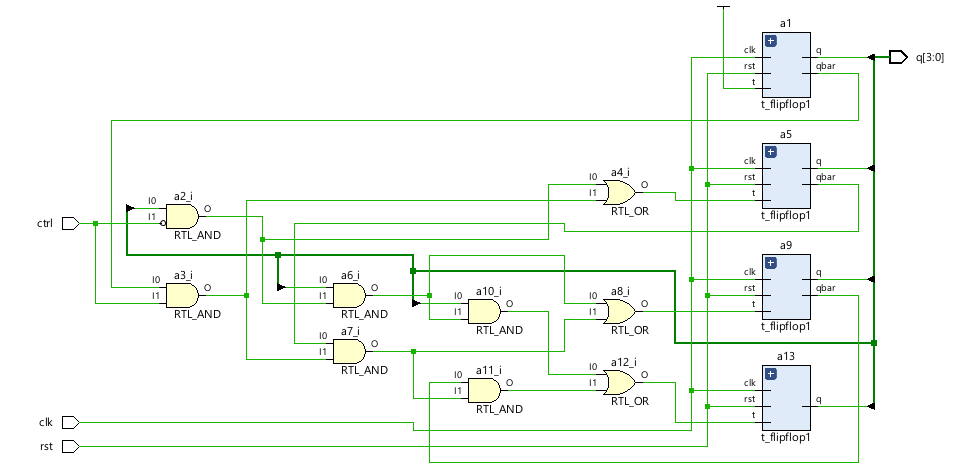 a1
clk
q
q[3:0]
rst
qbar
t
t_flipflop1
a5
clk
q
rst
qbar
t
t_flipflop1
a4_i
I0
O
I1
RTL_OR
a2_i
I0
O
I1
RTL_AND
ctrl
a9
clk
q
rst
qbar
t
t_flipflop1
a3_i
I0
O
I1
RTL_AND
a6_i
I0
O
I1
RTL_AND
a10_i
I0
O
I1
RTL_AND
a8_i
I0
O
I1
RTL_OR
a7_i
I0
O
I1
RTL_AND
a11_i
I0
O
I1
RTL_AND
a12_i
I0
O
I1
RTL_OR
a13
clk
rst
q
t
t_flipflop1
clk
rst